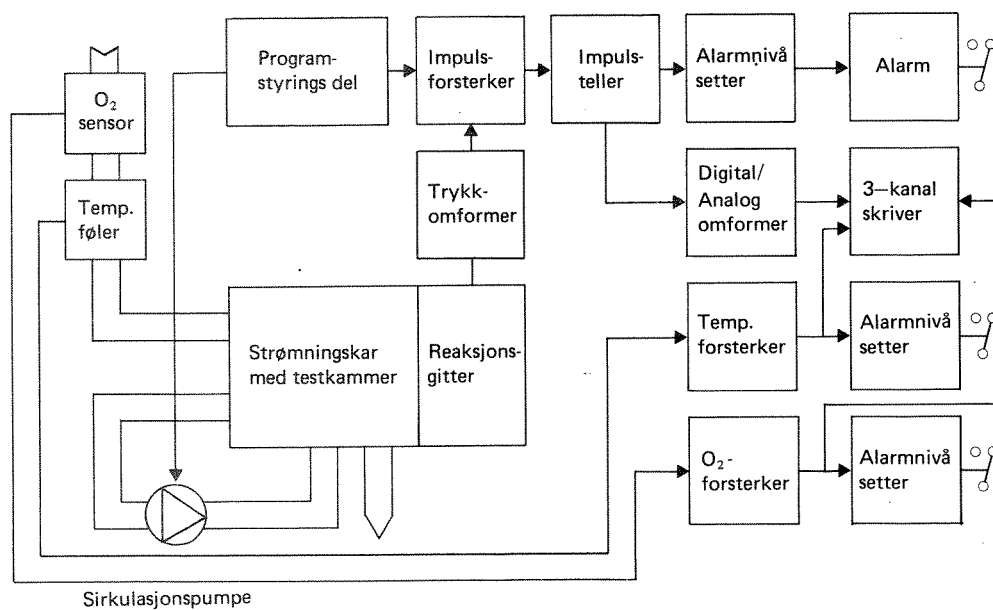 Program-
styrings del
Impuls-
forsterker
Impuls-
teller
Alarmnivå
setter
Alarm
O₂
sensor
Temp.
føler
Trykk-
omformer
Digital/
Analog
omformer
3–kanal
skriver
Strømningskar
med testkammer
Reaksjons-
gitter
Temp.
forsterker
Alarmnivå
setter
O₂-
forsterker
Alarmnivå
setter
Sirkulasjonspumpe